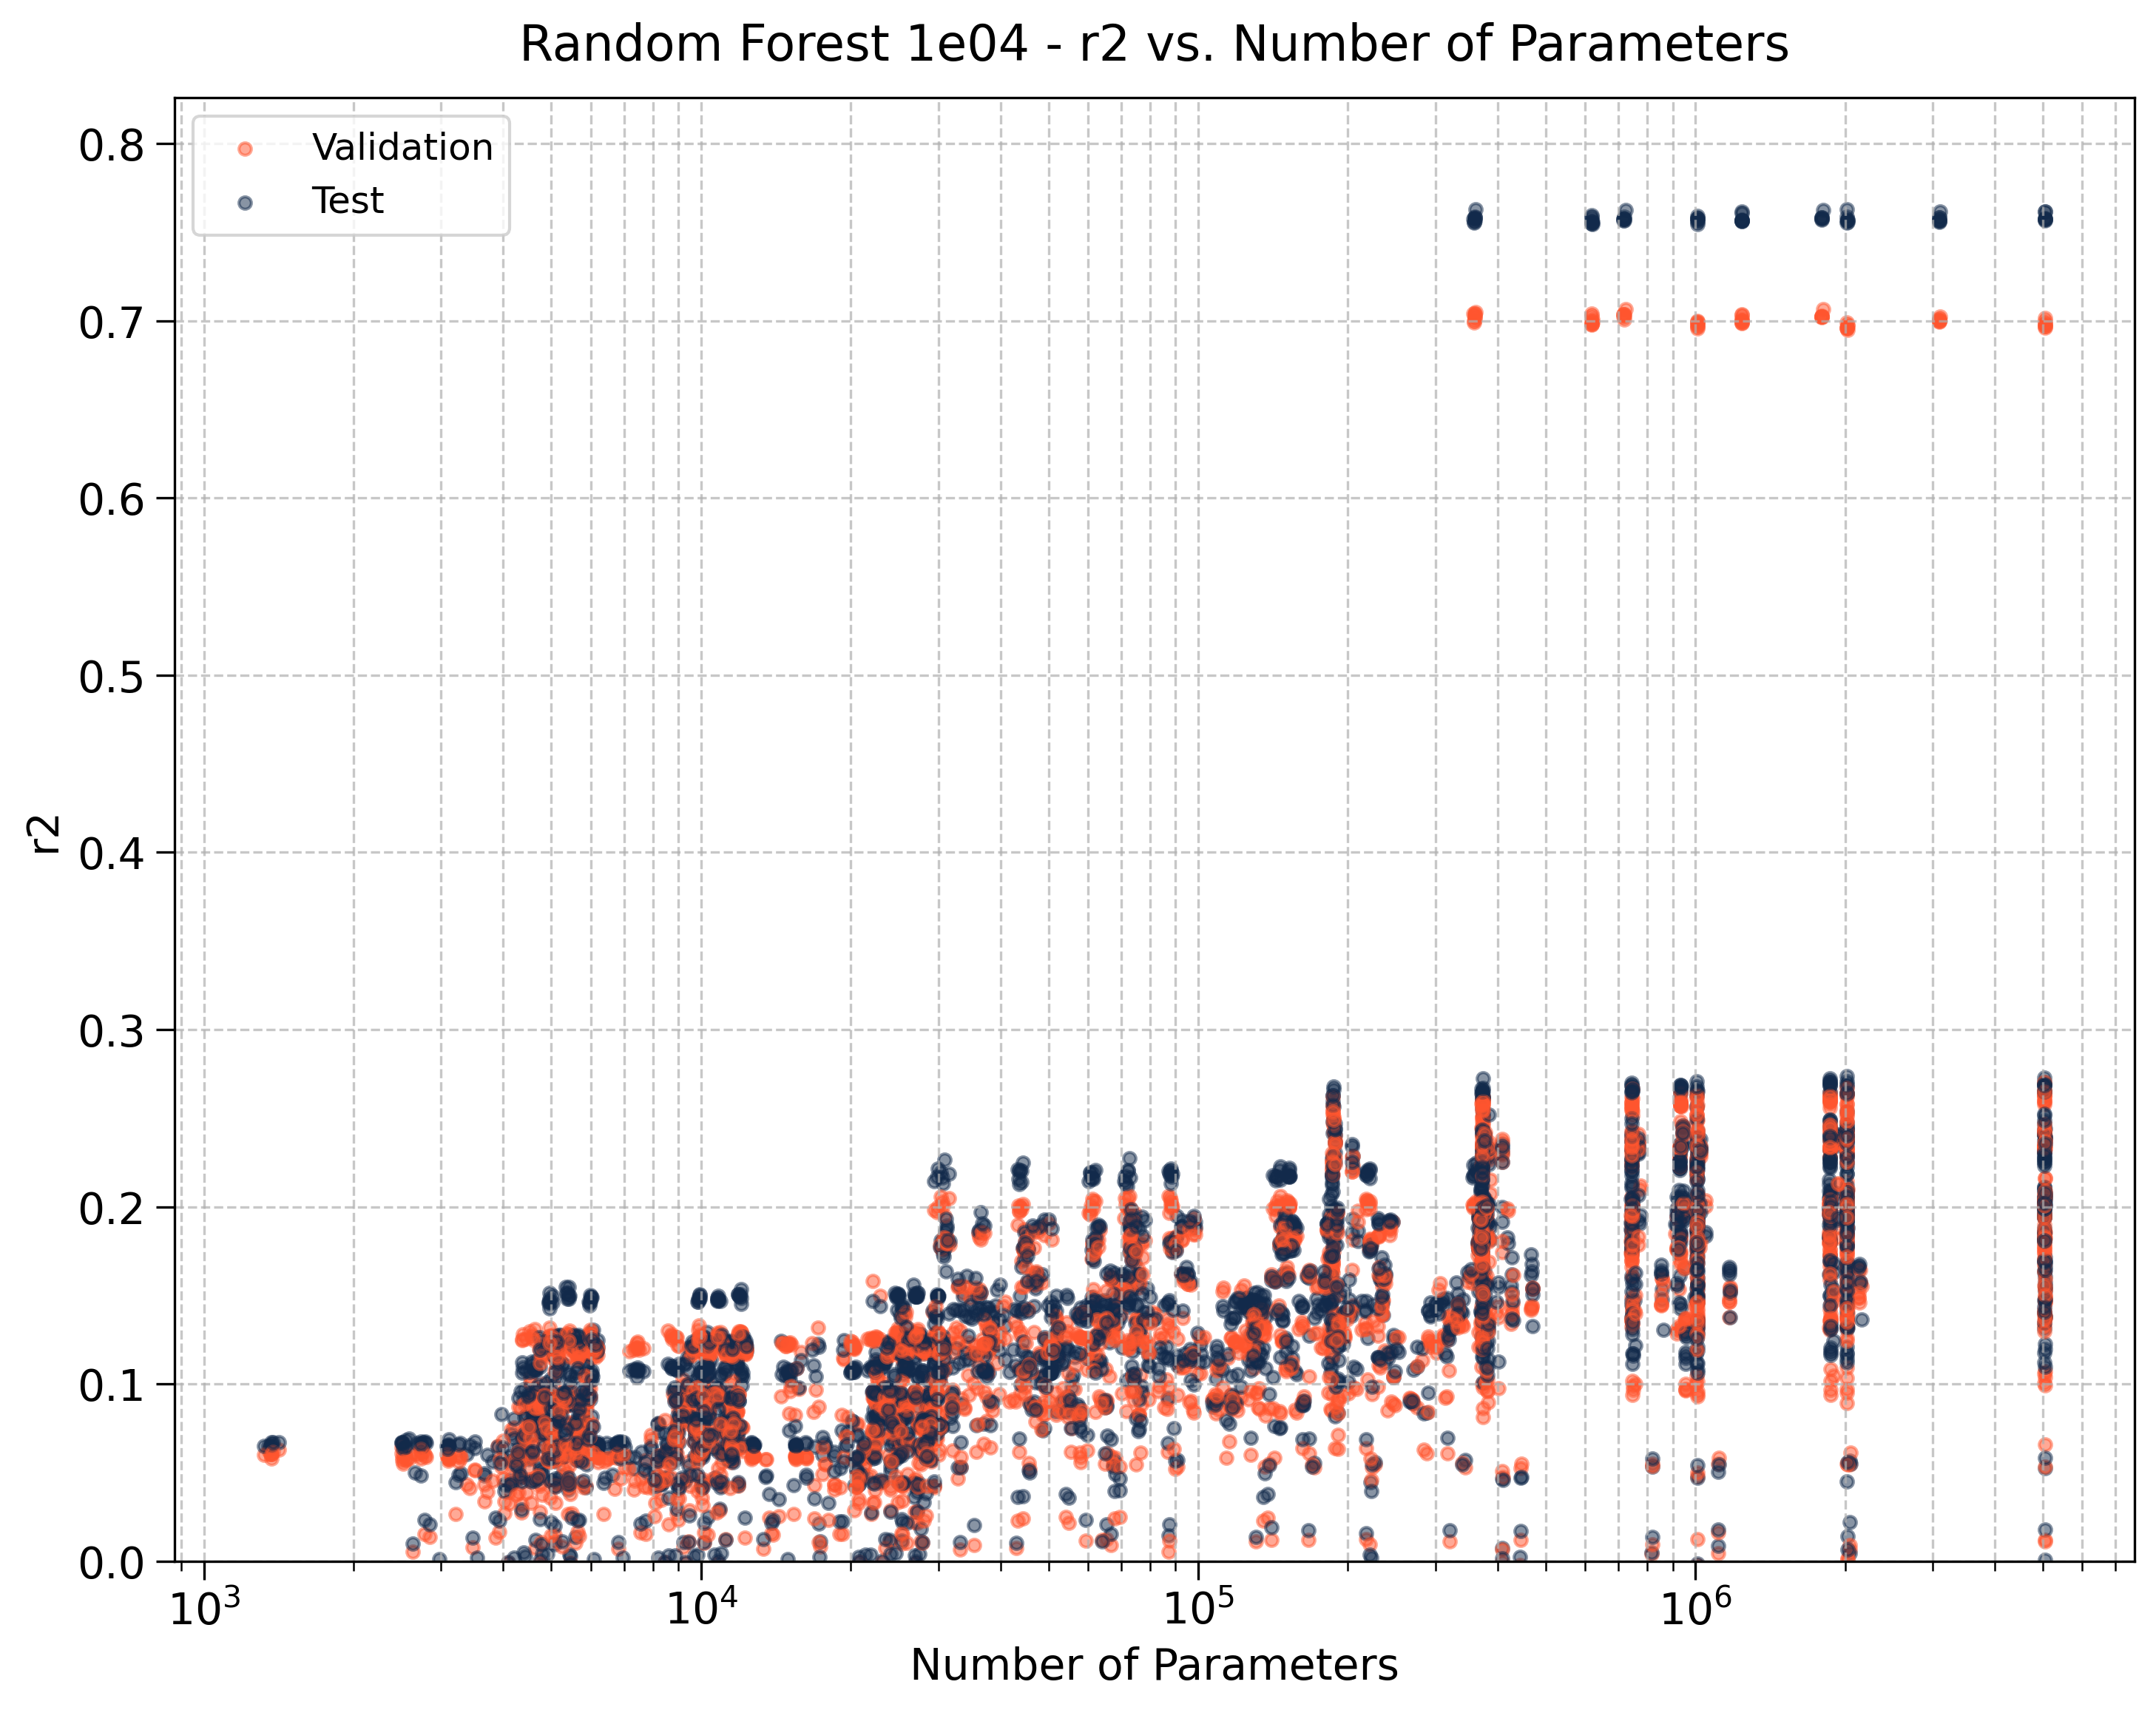 Random Forest 1e04 - r2 vs. Number of Parameters
Validation
Test
0.8
0.7
0.6
0.5
0.4
0.3
0.2
0.1
0.0
r2
10³ 10⁴ 10⁵ 10⁶
Number of Parameters